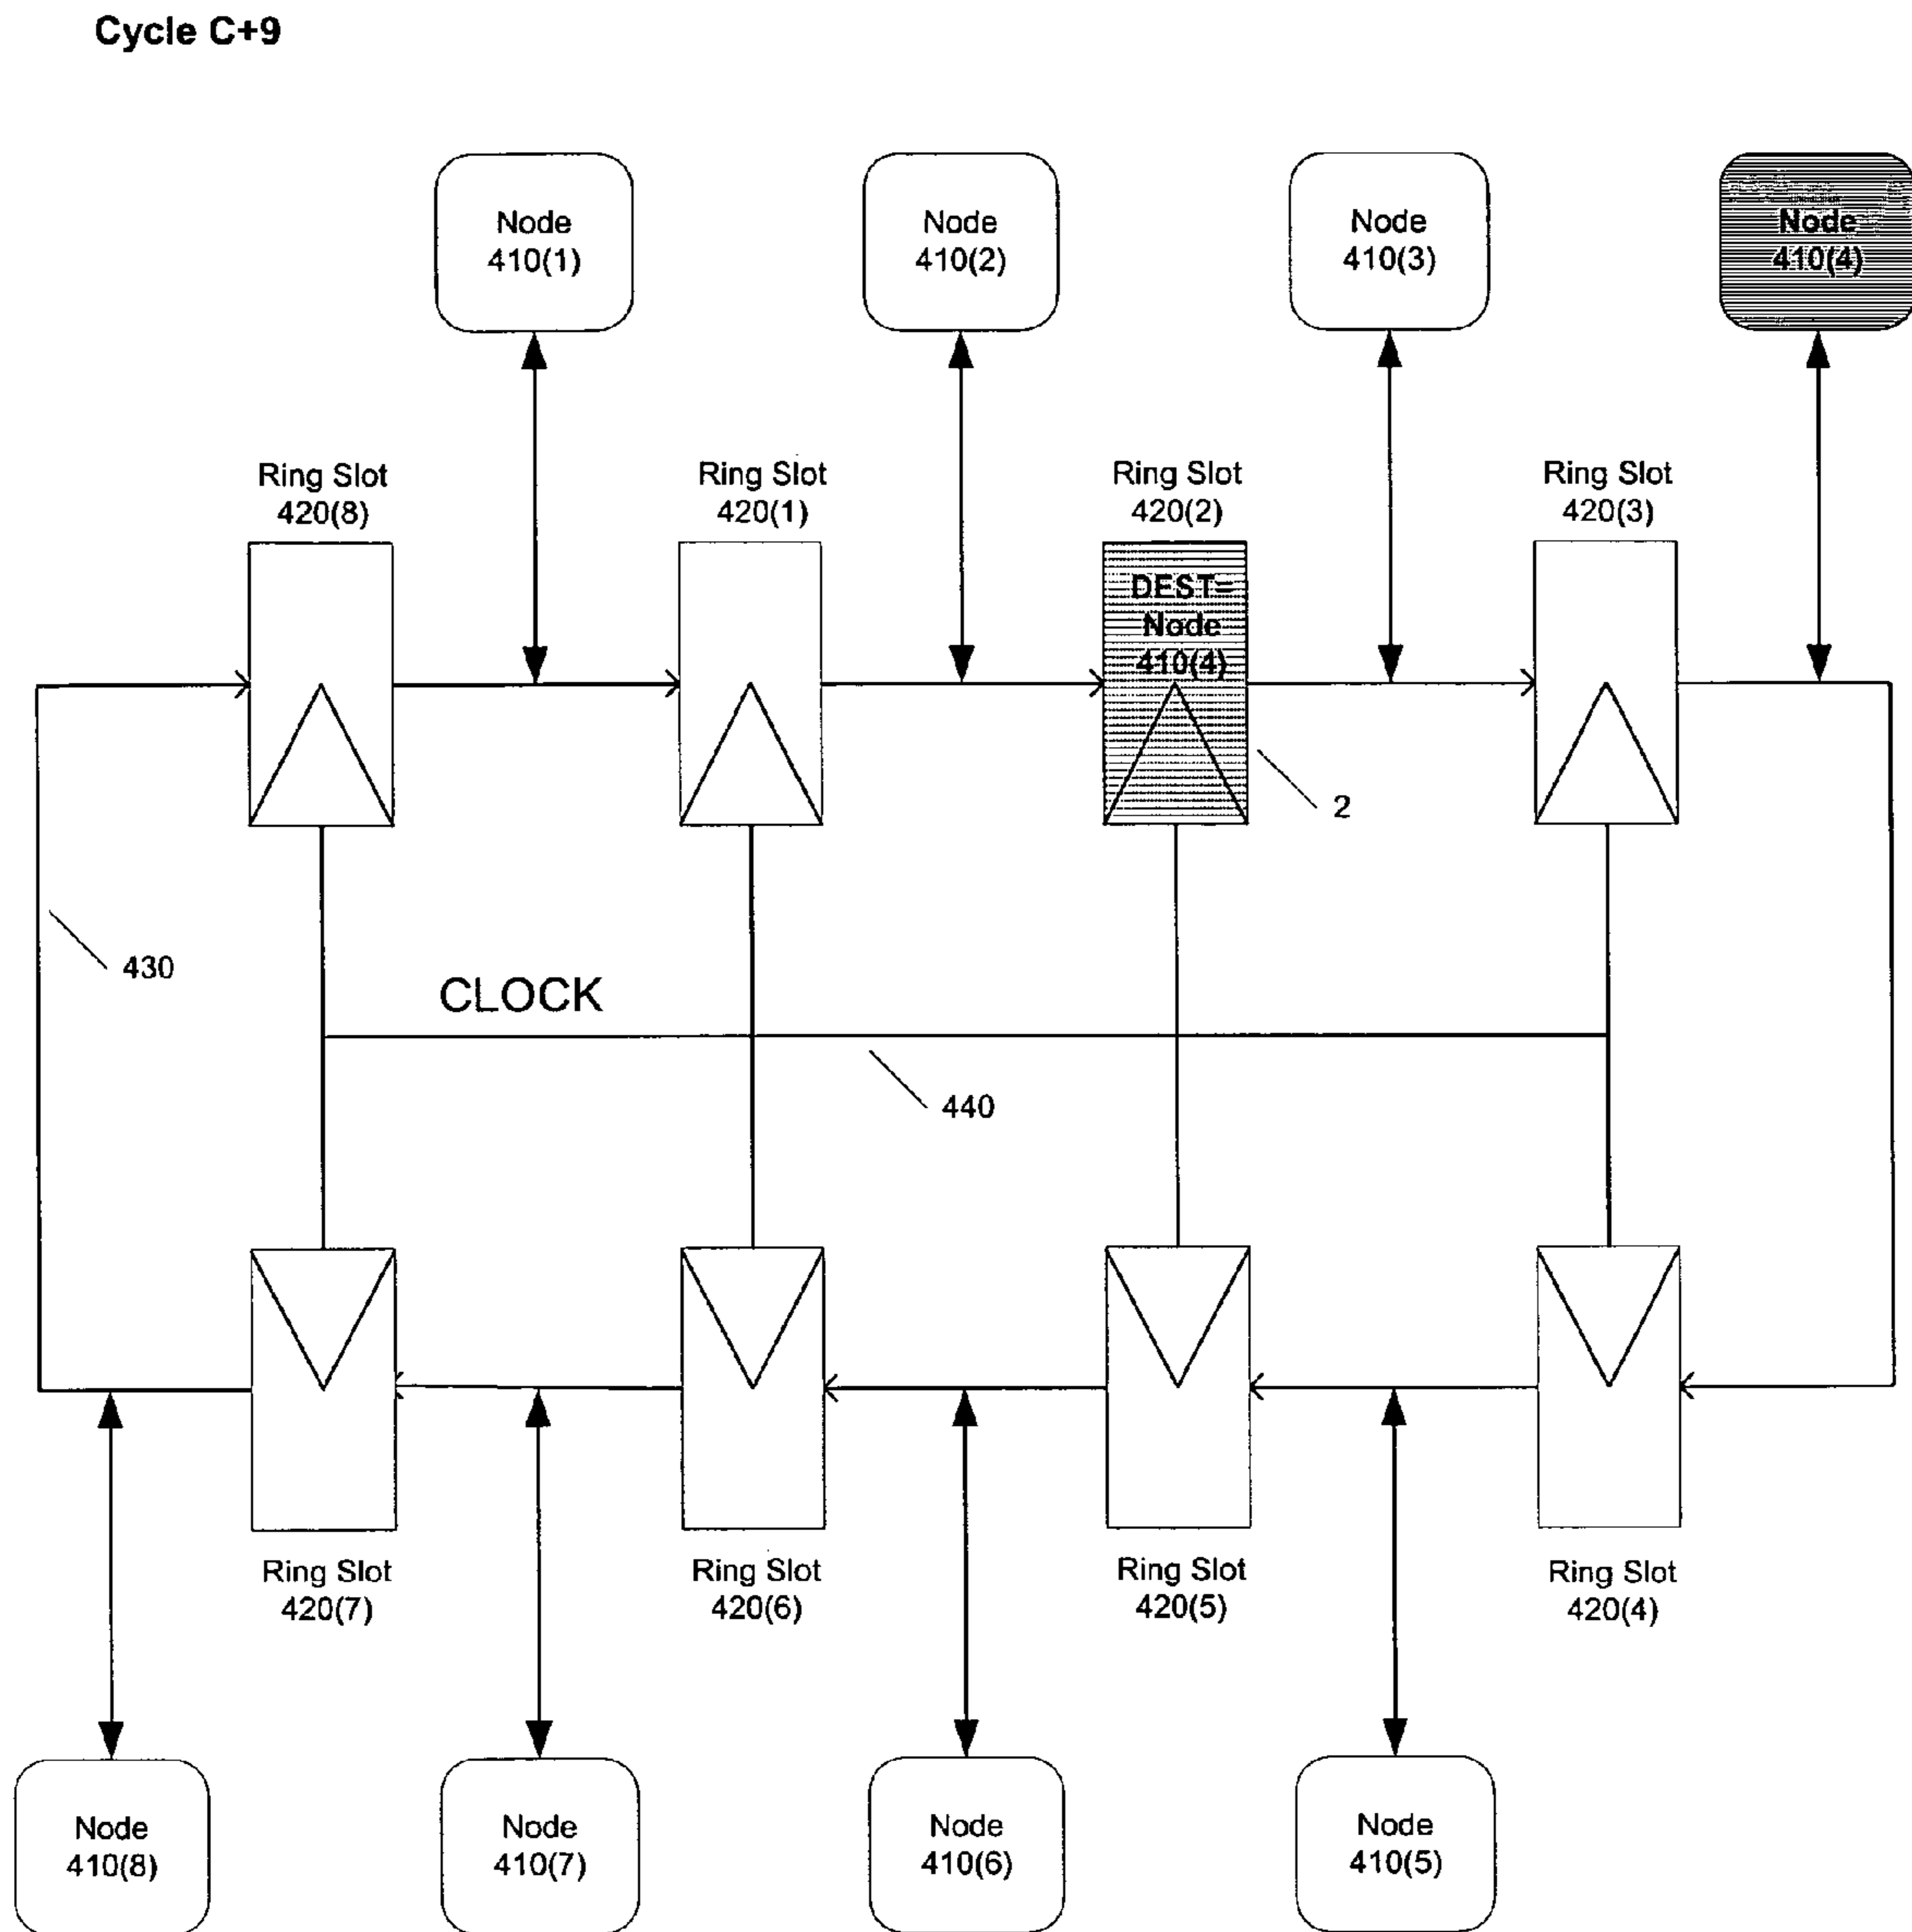 Cycle C+9
Node
410(1)
Node
410(2)
Node
410(3)
Node
410(4)
Ring Slot
420(8)
Ring Slot
420(1)
Ring Slot
420(2)
Ring Slot
420(3)
DEST=
Node
410(4)
2
430
CLOCK
440
Ring Slot
420(7)
Ring Slot
420(6)
Ring Slot
420(5)
Ring Slot
420(4)
Node
410(8)
Node
410(7)
Node
410(6)
Node
410(5)